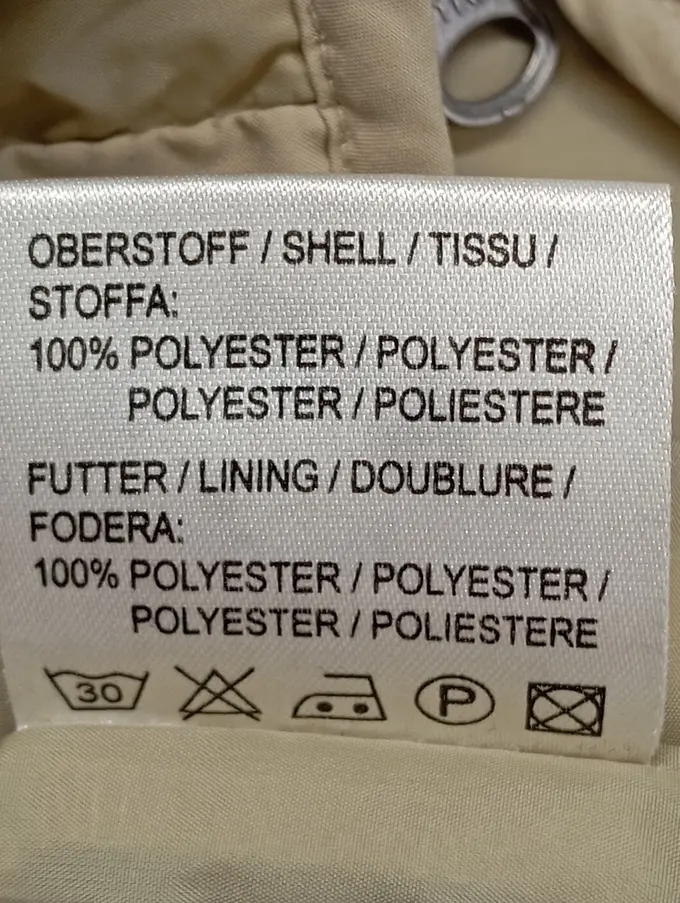 OBERSTOFF / SHELL / TISSU /
STOFFA:
100% POLYESTER / POLYESTER /
POLYESTER / POLIESTERE
FUTTER / LINING / DOUBLURE /
FODERA:
100% POLYESTER / POLYESTER /
POLYESTER / POLIESTERE
30 P